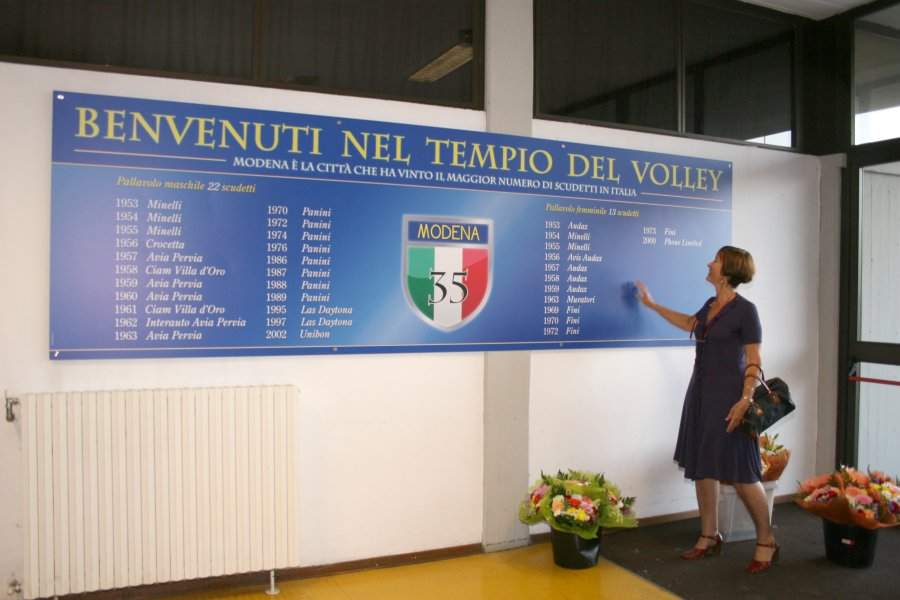 BENVENUTI NEL TEMPIO DEL VOLLEY
MODENA È LA CITTÀ CHE HA VINTO IL MAGGIOR NUMERO DI SCUDETTI IN ITALIA
Pallavolo maschile 22 scudetti
1953 Minelli
1954 Minelli
1955 Minelli
1956 Crocetta
1957 Avia Pervia
1958 Ciam Villa d'Oro
1959 Avia Pervia
1960 Avia Pervia
1961 Ciam Villa d'Oro
1962 Interauto Avia Pervia
1963 Avia Pervia
1970 Panini
1972 Panini
1974 Panini
1976 Panini
1986 Panini
1987 Panini
1988 Panini
1989 Panini
1995 Las Daytona
1997 Las Daytona
2002 Unibon
MODENA
35
Pallavolo femminile 13 scudetti
1953 Audax
1954 Minelli
1955 Minelli
1956 Avis Audax
1957 Audax
1958 Audax
1959 Audax
1963 Muratori
1969 Fini
1970 Fini
1972 Fini
1973 Fini
2000 Phone Limited